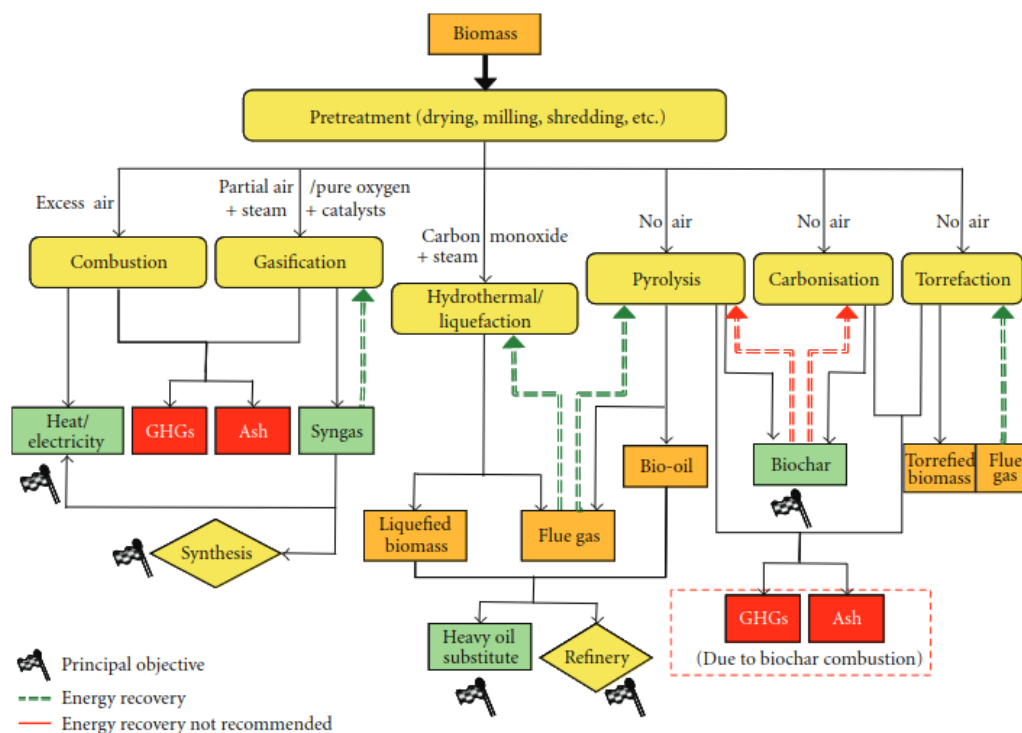 Biomass
Pretreatment (drying, milling, shredding, etc.)
Excess air
Partial air /pure oxygen
+ steam + catalysts
Carbon monoxide
+ steam
No air
No air
No air
Combustion
Gasification
Hydrothermal/
liquefaction
Pyrolysis
Carbonisation
Torrefaction
Heat/
electricity
GHGs
Ash
Syngas
Bio-oil
Biochar
Torrefied
biomass
Flue
gas
Liquefied
biomass
Flue gas
Synthesis
Heavy oil
substitute
Refinery
GHGs
Ash
(Due to biochar combustion)
Principal objective
Energy recovery
Energy recovery not recommended